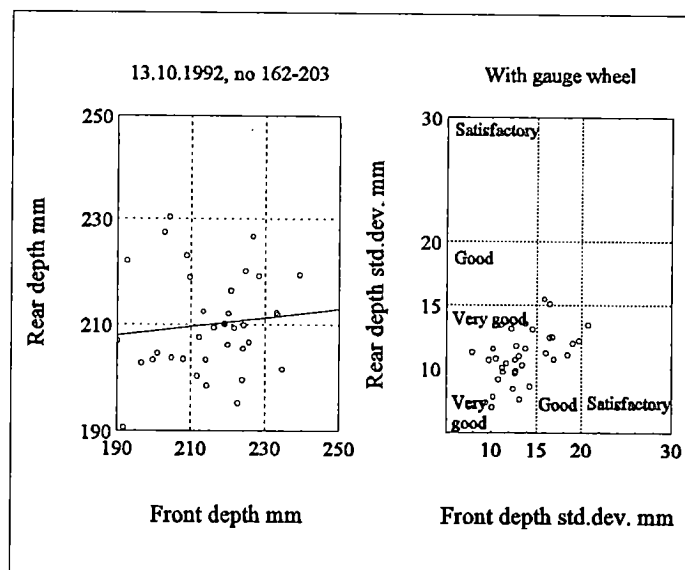 13.10.1992, no 162-203
250
230
210
190
Rear depth mm
190 210 230 250
Front depth mm
With gauge wheel
30
20
15
10
Rear depth std.dev. mm
Satisfactory
Good
Very good
Very
good
Good
Satisfactory
10 15 20 30
Front depth std.dev. mm